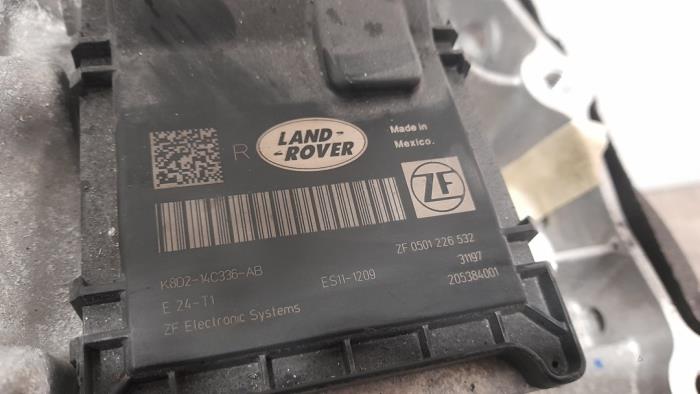 R LAND-
-ROVER
Made in
Mexico.
ZF
K8D2-14C336-AB
ES11-1209
ZF 0501 226 532
E 24-T1
31197
ZF Electronic Systems
205384001